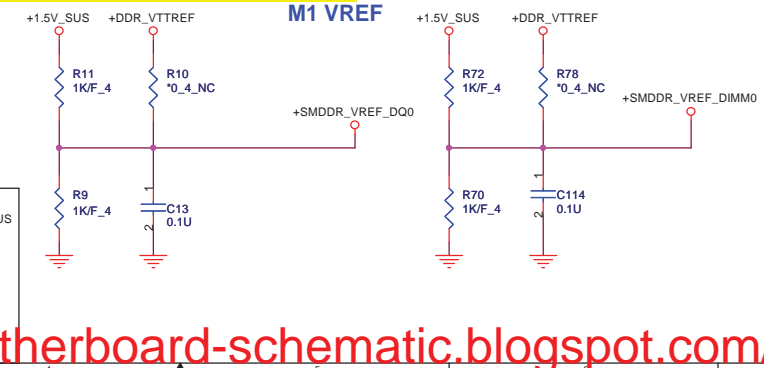 M1 VREF
+1.5V_SUS
+DDR_VTTREF
R11
1K/F_4
R10
*0_4_NC
+SMDDR_VREF_DQ0
R9
1K/F_4
1
C13
0.1U
2
+1.5V_SUS
+DDR_VTTREF
R72
1K/F_4
R78
*0_4_NC
+SMDDR_VREF_DIMM0
R70
1K/F_4
1
C114
0.1U
2
US
therboard-schematic.blogspot.com/